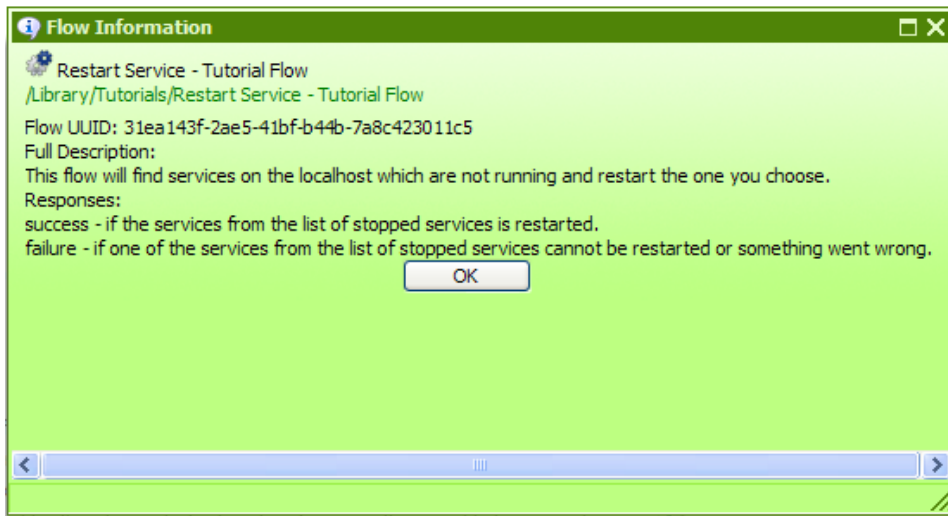 Flow Information
Restart Service - Tutorial Flow
/Library/Tutorials/Restart Service - Tutorial Flow
Flow UUID: 31ea143f-2ae5-41bf-b44b-7a8c423011c5
Full Description:
This flow will find services on the localhost which are not running and restart the one you choose.
Responses:
success - if the services from the list of stopped services is restarted.
failure - if one of the services from the list of stopped services cannot be restarted or something went wrong.
OK